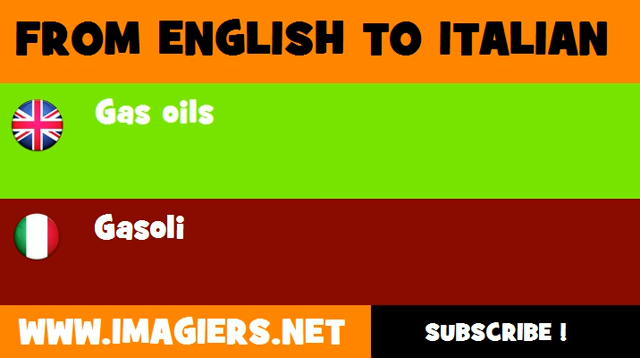 FROM ENGLISH TO ITALIAN
Gas oils
Gasoli
WWW.IMAGIERS.NET
SUBSCRIBE !